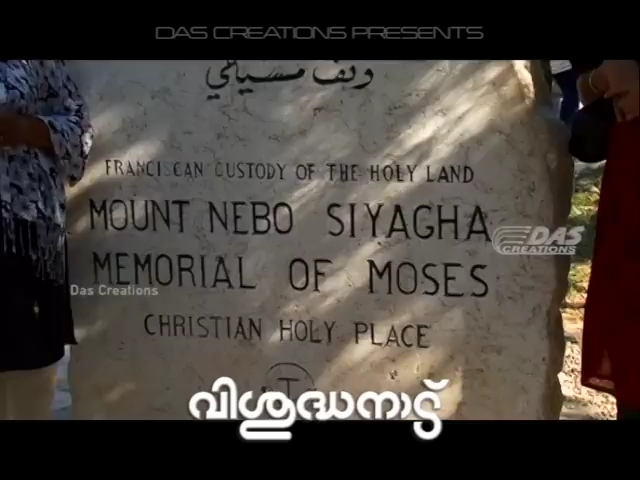 DAS CREATIONS PRESENTS
وقف مسيحي
FRANCISCAN CUSTODY OF THE HOLY LAND
MOUNT NEBO SIYAGHA
DAS
CREATIONS
MEMORIAL OF MOSES
Das Creations
CHRISTIAN HOLY PLACE
T
വിശുദ്ധനാട്